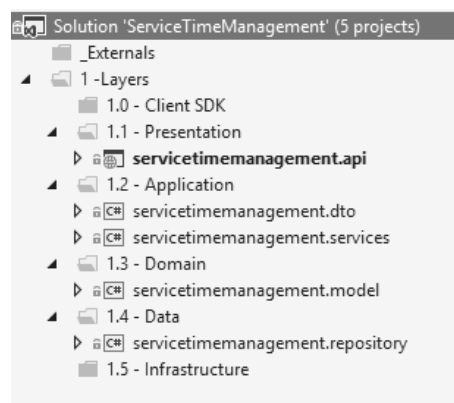 Solution 'ServiceTimeManagement' (5 projects)
_Externals
1 -Layers
1.0 - Client SDK
1.1 - Presentation
servicetimemanagement.api
1.2 - Application
C# servicetimemanagement.dto
C# servicetimemanagement.services
1.3 - Domain
C# servicetimemanagement.model
1.4 - Data
C# servicetimemanagement.repository
1.5 - Infrastructure